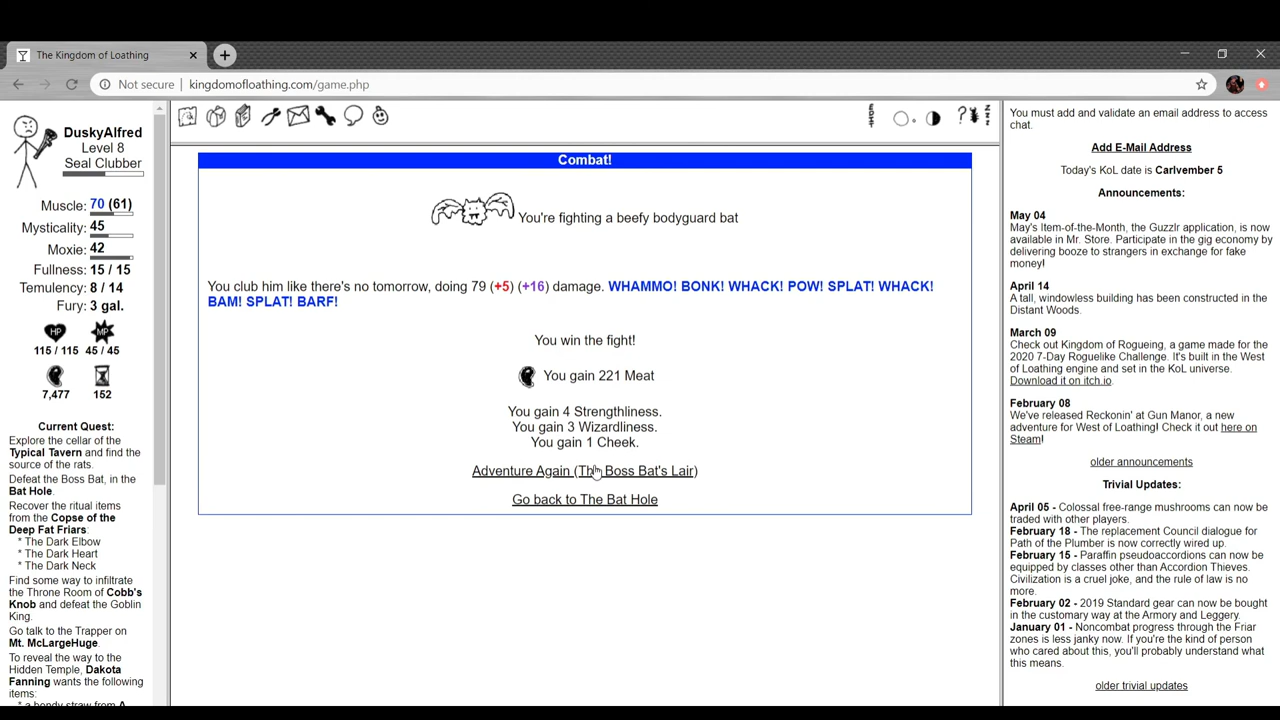 The Kingdom of Loathing
Not secure | kingdomofloathing.com/game.php
DuskyAlfred
Level 8
Seal Clubber
Muscle: 70 (61)
Mysticality: 45
Moxie: 42
Fullness: 15 / 15
Temulency: 8 / 14
Fury: 3 gal.
HP MP
115 / 115 45 / 45
7,477 152
Current Quest:
Explore the cellar of the
Typical Tavern and find the
source of the rats.
Defeat the Boss Bat, in the
Bat Hole.
Recover the ritual items
from the Copse of the
Deep Fat Friars:
* The Dark Elbow
* The Dark Heart
* The Dark Neck
Find some way to infiltrate
the Throne Room of Cobb's
Knob and defeat the Goblin
King.
Go talk to the Trapper on
Mt. McLargeHuge.
To reveal the way to the
Hidden Temple, Dakota
Fanning wants the following
items:
* a bendy straw from A
Combat!
You're fighting a beefy bodyguard bat
You club him like there's no tomorrow, doing 79 (+5) (+16) damage. WHAMMO! BONK! WHACK! POW! SPLAT! WHACK!
BAM! SPLAT! BARF!
You win the fight!
You gain 221 Meat
You gain 4 Strengthliness.
You gain 3 Wizardliness.
You gain 1 Cheek.
Adventure Again (The Boss Bat's Lair)
Go back to The Bat Hole
You must add and validate an email address to access
chat.
Add E-Mail Address
Today's KoL date is Carlvember 5
Announcements:
May 04
May's Item-of-the-Month, the Guzzlr application, is now
available in Mr. Store. Participate in the gig economy by
delivering booze to strangers in exchange for fake
money!
April 14
A tall, windowless building has been constructed in the
Distant Woods.
March 09
Check out Kingdom of Rogueing, a game made for the
2020 7-Day Roguelike Challenge. It's built in the West
of Loathing engine and set in the KoL universe.
Download it on itch.io.
February 08
We've released Reckonin' at Gun Manor, a new
adventure for West of Loathing! Check it out here on
Steam!
older announcements
Trivial Updates:
April 05 - Colossal free-range mushrooms can now be
traded with other players.
February 18 - The replacement Council dialogue for
Path of the Plumber is now correctly wired up.
February 15 - Paraffin pseudoaccordions can now be
equipped by classes other than Accordion Thieves.
Civilization is a cruel joke, and the rule of law is no
more.
February 02 - 2019 Standard gear can now be bought
in the customary way at the Armory and Leggery.
January 01 - Noncombat progress through the Friar
zones is less janky now. If you're the kind of person
who cared about this, you'll probably understand what
this means.
older trivial updates